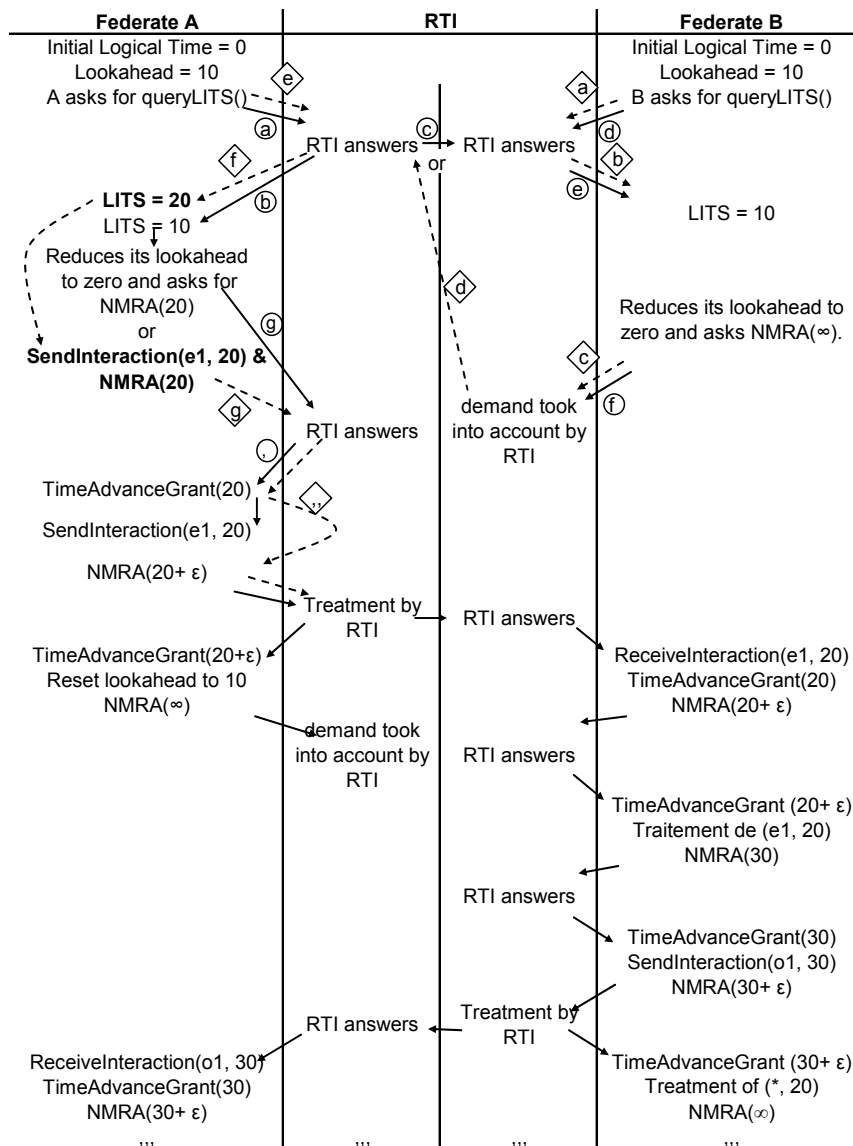 Federate A RTI Federate B
Initial Logical Time = 0 Initial Logical Time = 0
Lookahead = 10 Lookahead = 10
e a
A asks for queryLITS() B asks for queryLITS()
a c d
RTI answers RTI answers
f or b
b e
LITS = 20
LITS = 10 LITS = 10
Reduces its lookahead
to zero and asks for
d
NMRA(20) Reduces its lookahead to
g
or zero and asks NMRA(∞).
SendInteraction(e1, 20) & c
NMRA(20)
g demand took f
RTI answers into account by
, RTI
TimeAdvanceGrant(20) ,,
SendInteraction(e1, 20)
NMRA(20+ ε)
Treatment by RTI answers
RTI
TimeAdvanceGrant(20+ε) ReceiveInteraction(e1, 20)
Reset lookahead to 10 TimeAdvanceGrant(20)
NMRA(∞) NMRA(20+ ε)
demand took
into account by RTI answers
RTI
TimeAdvanceGrant (20+ ε)
Traitement de (e1, 20)
NMRA(30)
RTI answers
TimeAdvanceGrant(30)
SendInteraction(o1, 30)
NMRA(30+ ε)
RTI answers Treatment by
RTI
ReceiveInteraction(o1, 30) TimeAdvanceGrant (30+ ε)
TimeAdvanceGrant(30) Treatment of (*, 20)
NMRA(30+ ε) NMRA(∞)
,,, ,,, ,,, ,,,